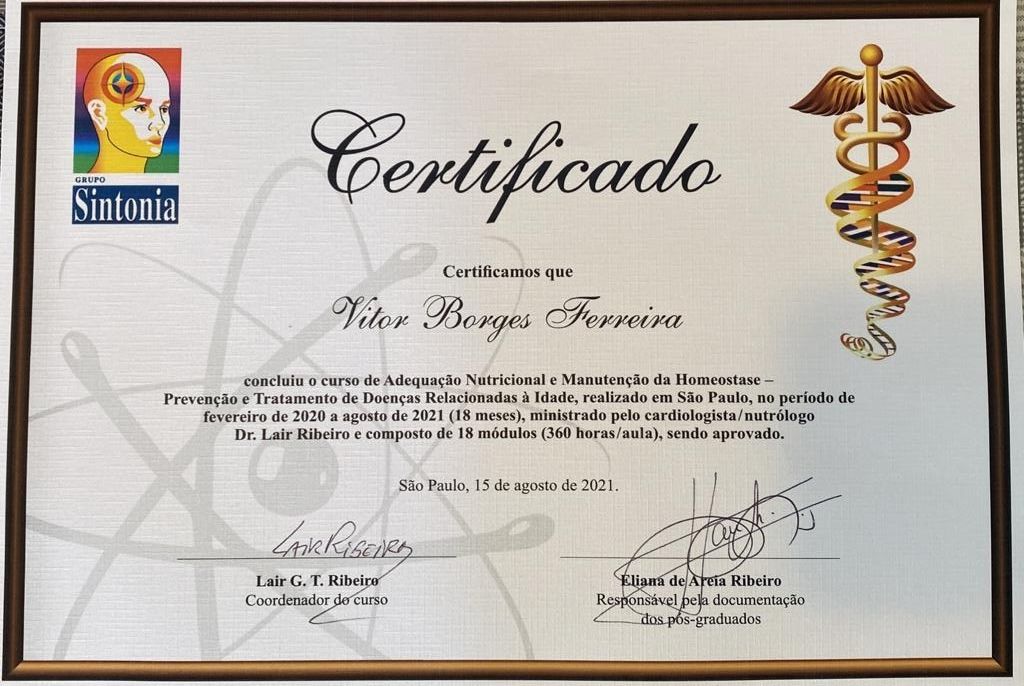 GRUPO
Sintonia
Certificado
Certificamos que
Vitor Borges Ferreira
concluiu o curso de Adequação Nutricional e Manutenção da Homeostase –
Prevenção e Tratamento de Doenças Relacionadas à Idade, realizado em São Paulo, no período de
fevereiro de 2020 a agosto de 2021 (18 meses), ministrado pelo cardiologista/nutrólogo
Dr. Lair Ribeiro e composto de 18 módulos (360 horas/aula), sendo aprovado.
São Paulo, 15 de agosto de 2021.
LAIR RIBEIRO
Lair G. T. Ribeiro
Coordenador do curso
Eliana de Areia Ribeiro
Responsável pela documentação
dos pós-graduados